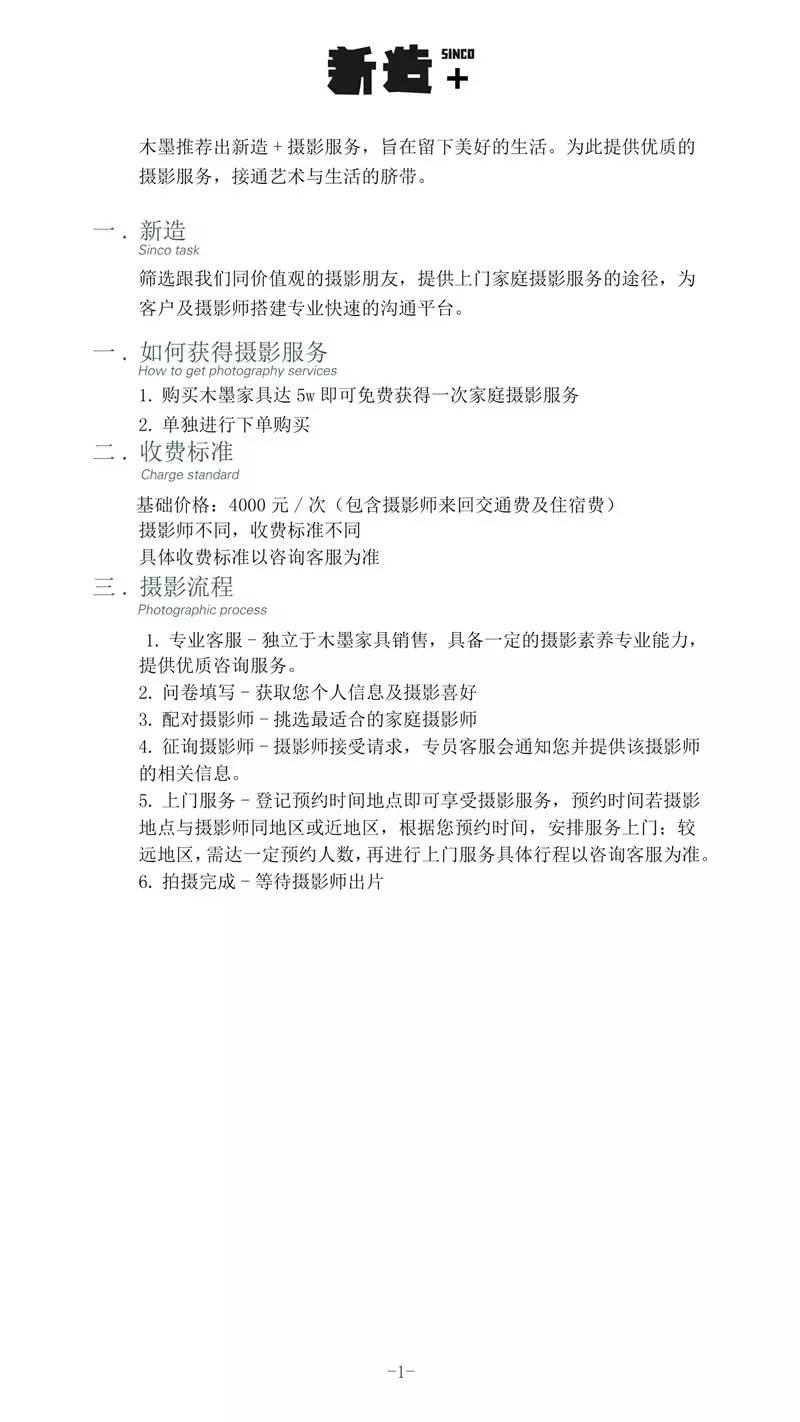 新造 SINCO +
木墨推荐出新造 + 摄影服务，旨在留下美好的生活。为此提供优质的
摄影服务，接通艺术与生活的脐带。
一 . 新造
Sinco task
筛选跟我们同价值观的摄影朋友，提供上门家庭摄影服务的途径，为
客户及摄影师搭建专业快速的沟通平台。
一 . 如何获得摄影服务
How to get photography services
1. 购买木墨家具达 5w 即可免费获得一次家庭摄影服务
2. 单独进行下单购买
二 . 收费标准
Charge standard
基础价格：4000 元 / 次（包含摄影师来回交通费及住宿费）
摄影师不同，收费标准不同
具体收费标准以咨询客服为准
三 . 摄影流程
Photographic process
1. 专业客服 – 独立于木墨家具销售，具备一定的摄影素养专业能力，
提供优质咨询服务。
2. 问卷填写 – 获取您个人信息及摄影喜好
3. 配对摄影师 – 挑选最适合的家庭摄影师
4. 征询摄影师 – 摄影师接受请求，专员客服会通知您并提供该摄影师
的相关信息。
5. 上门服务 – 登记预约时间地点即可享受摄影服务，预约时间若摄影
地点与摄影师同地区或近地区，根据您预约时间，安排服务上门；较
远地区，需达一定预约人数，再进行上门服务具体行程以咨询客服为准。
6. 拍摄完成 – 等待摄影师出片
-1-